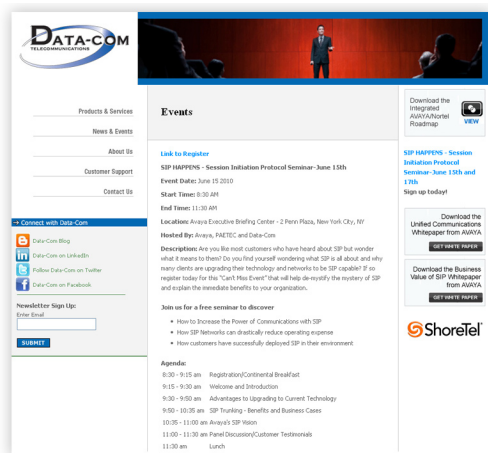 DATA-COM
TELECOMMUNICATIONS
Products & Services
News & Events
About Us
Customer Support
Contact Us
Connect with Data-Com
Data-Com Blog
Data-Com on LinkedIn
Follow Data-Com on Twitter
Data-Com on Facebook
Newsletter Sign Up:
Enter Email
SUBMIT
Events
Link to Register
SIP HAPPENS - Session Initiation Protocol Seminar-June 15th
Event Date: June 15 2010
Start Time: 8:30 AM
End Time: 11:30 AM
Location: Avaya Executive Briefing Center - 2 Penn Plaza, New York City, NY
Hosted By: Avaya, PAETEC and Data-Com
Description: Are you like most customers who have heard about SIP but wonder
what it means to them? Do you find yourself wondering what SIP is all about and why
many clients are upgrading their technology and networks to be SIP capable? If so
register today for this "Can't Miss Event" that will help de-mystify the mystery of SIP
and explain the immediate benefits to your organization.
Join us for a free seminar to discover
• How to Increase the Power of Communications with SIP
• How SIP Networks can drastically reduce operating expense
• How customers have successfully deployed SIP in their environment
Agenda:
8:30 - 9:15 am Registration/Continental Breakfast
9:15 - 9:30 am Welcome and Introduction
9:30 - 9:50 am Advantages to Upgrading to Current Technology
9:50 - 10:35 am SIP Trunking - Benefits and Business Cases
10:35 - 11:00 am Avaya's SIP Vision
11:00 - 11:30 am Panel Discussion/Customer Testimonials
11:30 am Lunch
Download the
Integrated
AVAYA/Nortel
Roadmap
VIEW
SIP HAPPENS - Session
Initiation Protocol
Seminar-June 15th and
17th
Sign up today!
Download the
Unified Communications
Whitepaper from AVAYA
GET WHITE PAPER
Download the Business
Value of SIP Whitepaper
from AVAYA
GET WHITE PAPER
ShoreTel